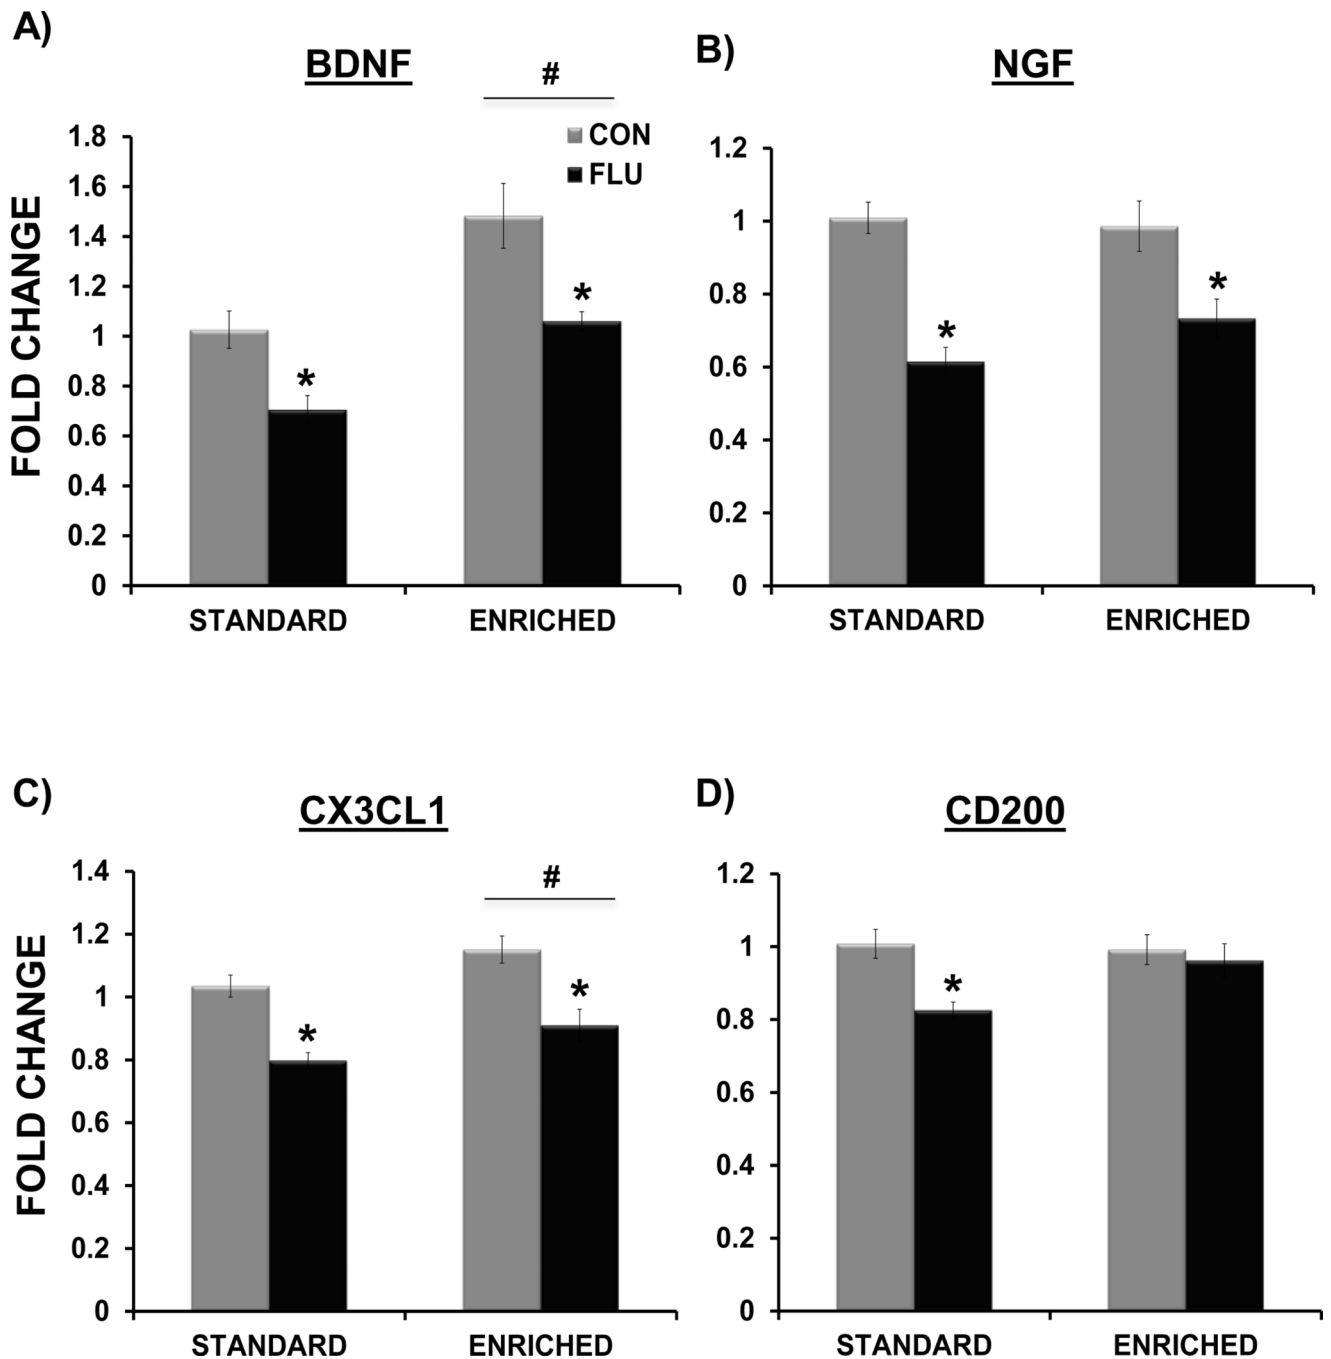 A)
BDNF
#
CON
FLU
FOLD CHANGE
1.8
1.6
1.4
1.2
1
0.8
0.6
0.4
0.2
0
*
*
STANDARD
ENRICHED
B)
NGF
1.2
1
0.8
0.6
0.4
0.2
0
*
*
STANDARD
ENRICHED
C)
CX3CL1
#
FOLD CHANGE
1.4
1.2
1
0.8
0.6
0.4
0.2
0
*
*
STANDARD
ENRICHED
D)
CD200
1.2
1
0.8
0.6
0.4
0.2
0
*
STANDARD
ENRICHED